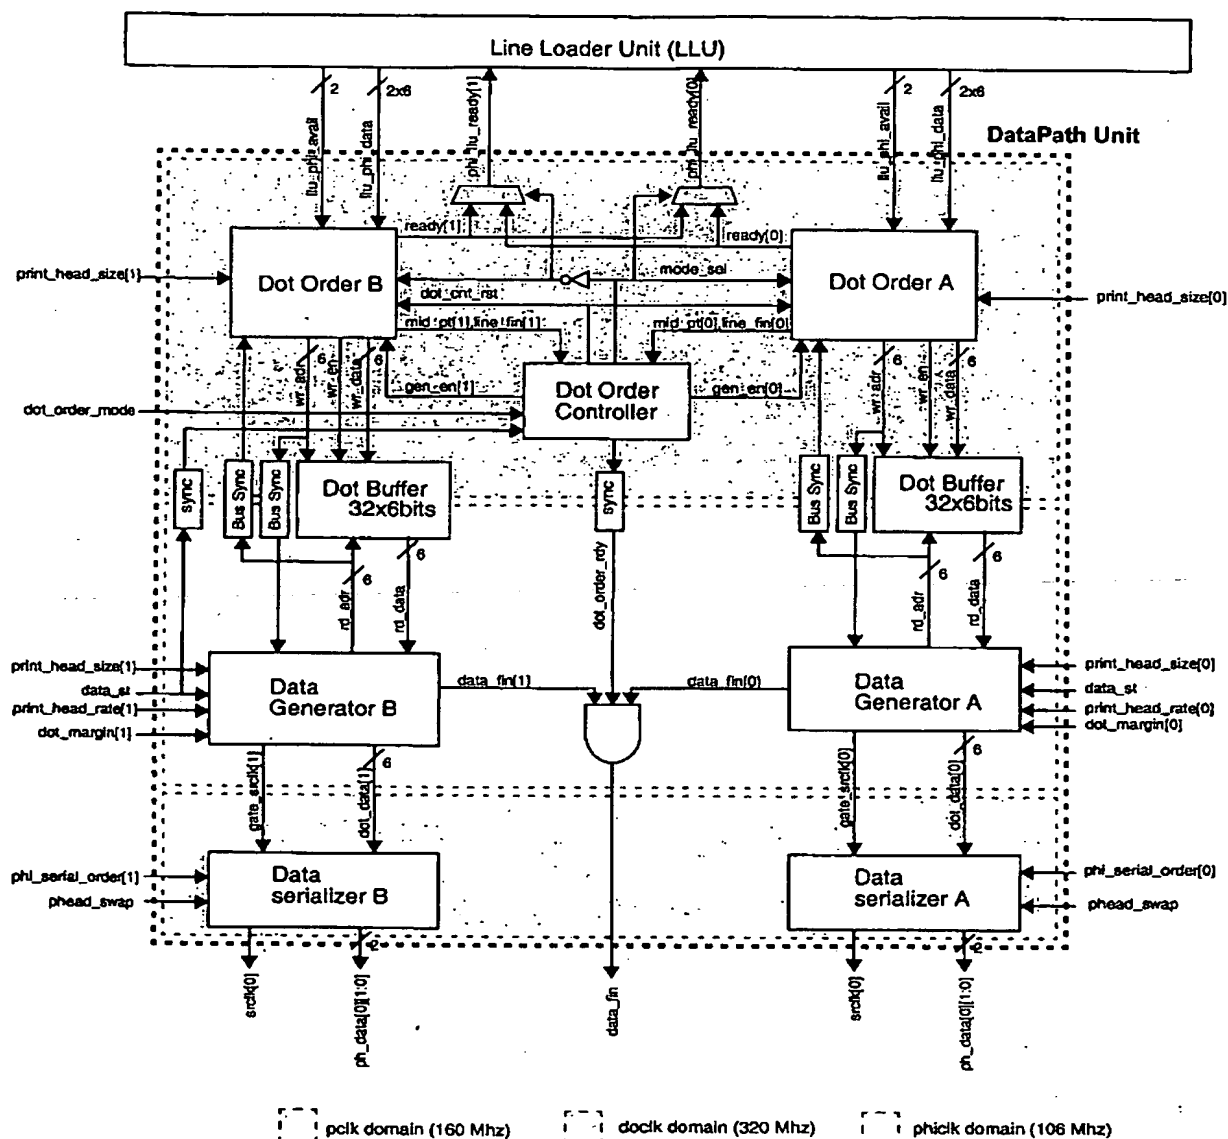 Line Loader Unit (LLU)
2
2x6
2
2x6
llu_phi_avail
llu_phi_data
phi_llu_ready[1]
phi_llu_ready[0]
llu_phi_avail
llu_phi_data
DataPath Unit
ready[1]
ready[0]
print_head_size[1]
Dot Order B
mode_sel
Dot Order A
dot_cnt_rst
print_head_size[0]
mid_pt[1],line_fin[1]
mid_pt[0],line_fin[0]
6
6
6
6
wr_adr
wr_en
wr_data
gen_en[1]
Dot Order
Controller
gen_en[0]
wr_adr
wr_en
wr_data
dot_order_mode
sync
Bus Sync
Bus Sync
Dot Buffer
32x6bits
sync
Bus Sync
Bus Sync
Dot Buffer
32x6bits
6
6
6
6
rd_adr
rd_data
dot_order_rdy
rd_adr
rd_data
print_head_size[1]
data_st
print_head_rate[1]
dot_margin[1]
Data
Generator B
data_fin[1]
data_fin[0]
Data
Generator A
print_head_size[0]
data_st
print_head_rate[0]
dot_margin[0]
6
6
gate_srclk[1]
dot_data[1]
gate_srclk[0]
dot_data[0]
phi_serial_order[1]
phead_swap
Data
serializer B
Data
serializer A
phi_serial_order[0]
phead_swap
2
2
srclk[0]
ph_data[0][1:0]
data_fin
srclk[0]
ph_data[0][1:0]
pclk domain (160 Mhz)
doclk domain (320 Mhz)
phiclk domain (106 Mhz)